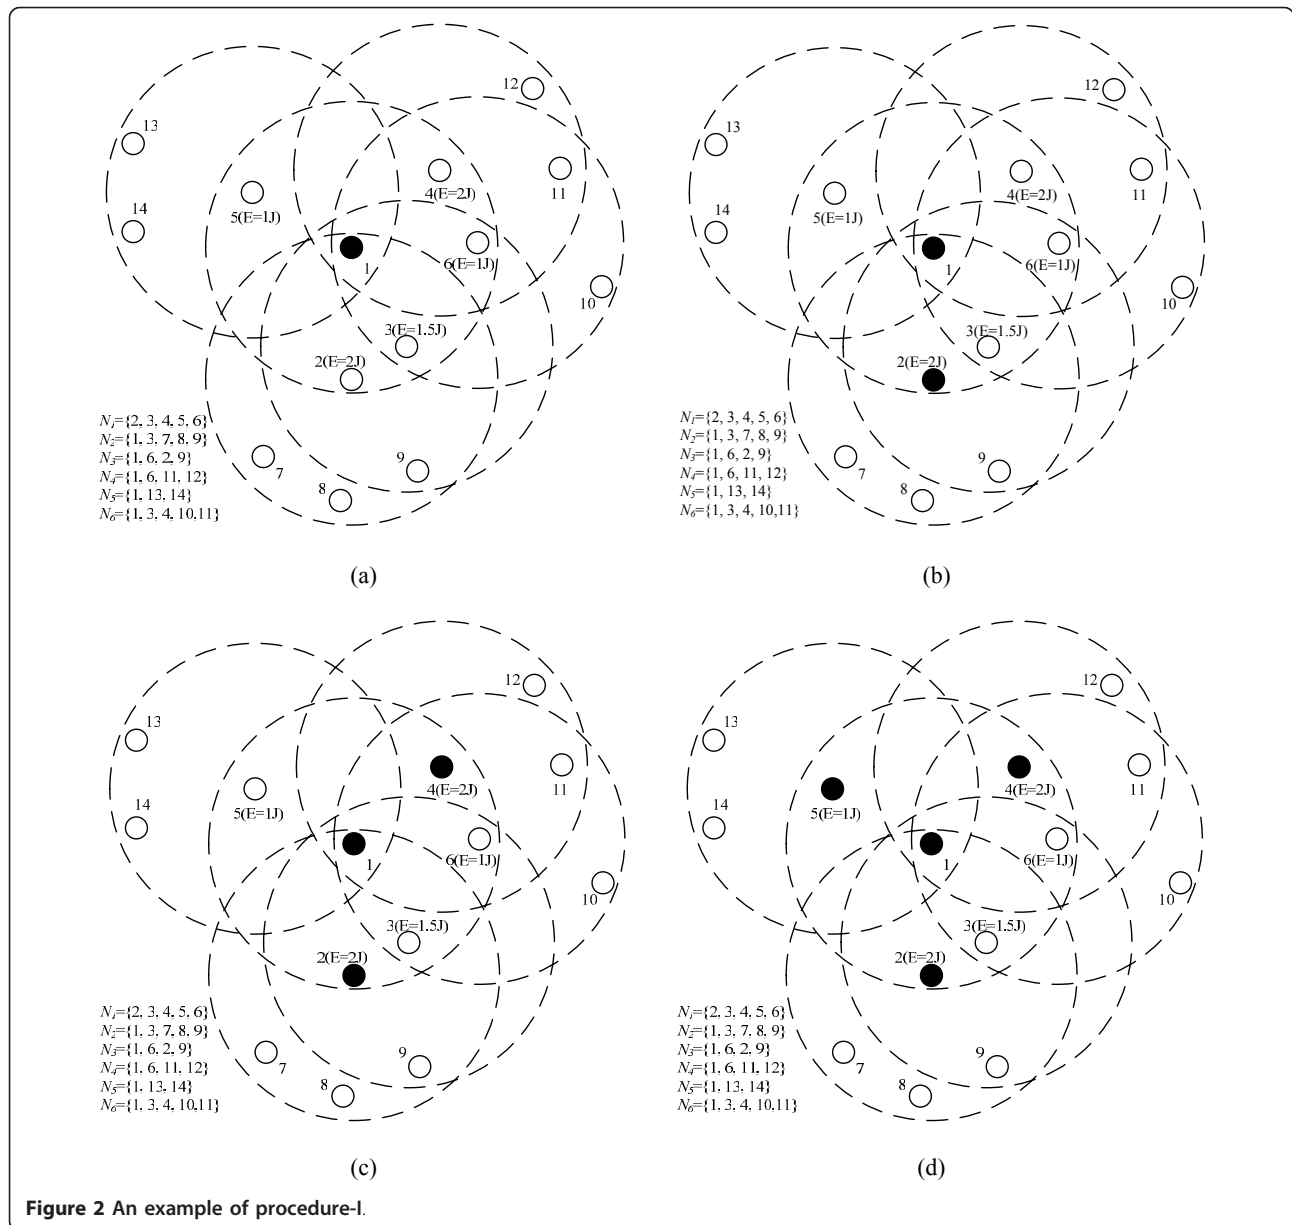 12
13
14
5(E=1J)
4(E=2J)
11
1
6(E=1J)
10
3(E=1.5J)
2(E=2J)
N1={2, 3, 4, 5, 6}
N2={1, 3, 7, 8, 9}
N3={1, 6, 2, 9}
N4={1, 6, 11, 12}
N5={1, 13, 14}
N6={1, 3, 4, 10,11}
7
8
9
(a)
12
13
14
5(E=1J)
4(E=2J)
11
1
6(E=1J)
10
3(E=1.5J)
2(E=2J)
N1={2, 3, 4, 5, 6}
N2={1, 3, 7, 8, 9}
N3={1, 6, 2, 9}
N4={1, 6, 11, 12}
N5={1, 13, 14}
N6={1, 3, 4, 10,11}
7
8
9
(b)
12
13
14
5(E=1J)
4(E=2J)
11
1
6(E=1J)
10
3(E=1.5J)
2(E=2J)
N1={2, 3, 4, 5, 6}
N2={1, 3, 7, 8, 9}
N3={1, 6, 2, 9}
N4={1, 6, 11, 12}
N5={1, 13, 14}
N6={1, 3, 4, 10,11}
7
8
9
(c)
12
13
14
5(E=1J)
4(E=2J)
11
1
6(E=1J)
10
3(E=1.5J)
2(E=2J)
N1={2, 3, 4, 5, 6}
N2={1, 3, 7, 8, 9}
N3={1, 6, 2, 9}
N4={1, 6, 11, 12}
N5={1, 13, 14}
N6={1, 3, 4, 10,11}
7
8
9
(d)
Figure 2 An example of procedure-I.